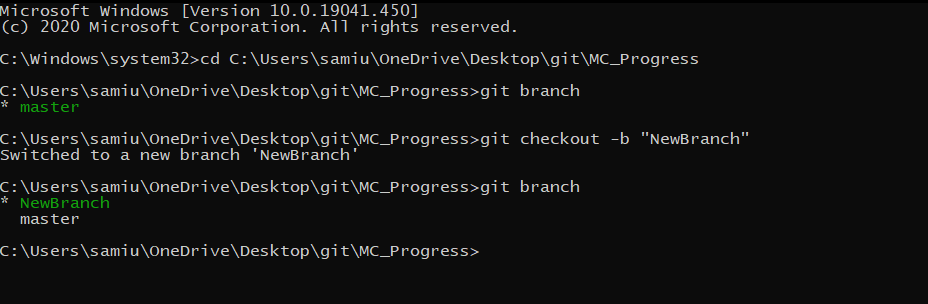 Microsoft Windows [Version 10.0.19041.450]
(c) 2020 Microsoft Corporation. All rights reserved.
C:\Windows\system32>cd C:\Users\samiu\OneDrive\Desktop\git\MC_Progress
C:\Users\samiu\OneDrive\Desktop\git\MC_Progress>git branch
* master
C:\Users\samiu\OneDrive\Desktop\git\MC_Progress>git checkout -b "NewBranch"
Switched to a new branch 'NewBranch'
C:\Users\samiu\OneDrive\Desktop\git\MC_Progress>git branch
* NewBranch
  master
C:\Users\samiu\OneDrive\Desktop\git\MC_Progress>